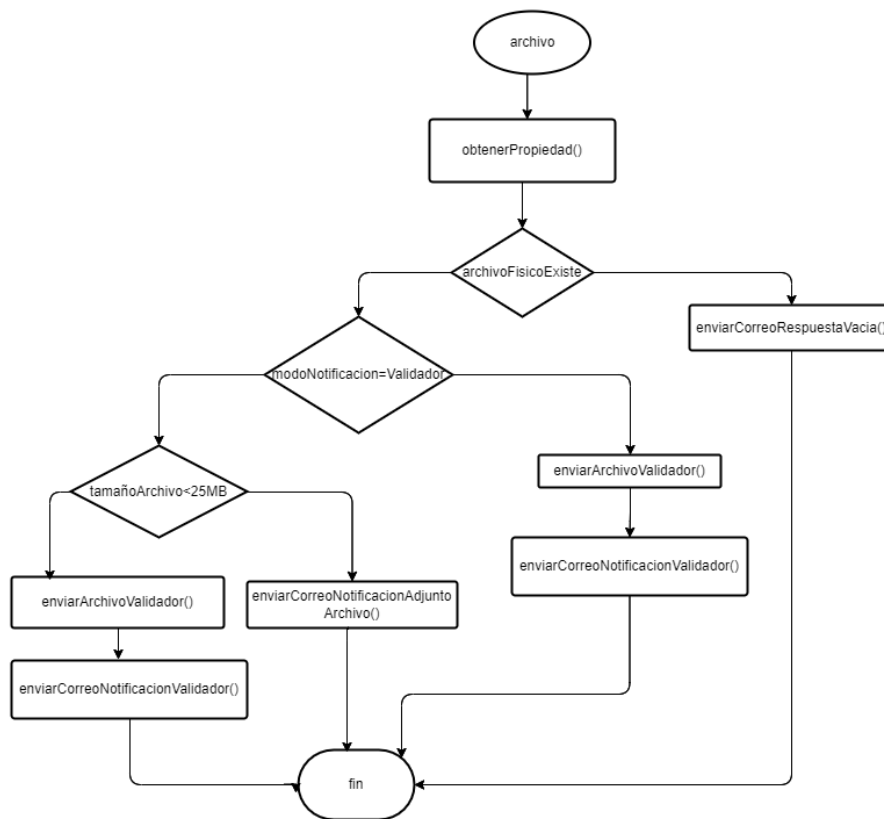 archivo
obtenerPropiedad()
archivoFisicoExiste
enviarCorreoRespuestaVacia()
modoNotificacion=Validador
enviarArchivoValidador()
tamañoArchivo<25MB
enviarCorreoNotificacionValidador()
enviarArchivoValidador()
enviarCorreoNotificacionAdjunto
Archivo()
enviarCorreoNotificacionValidador()
fin